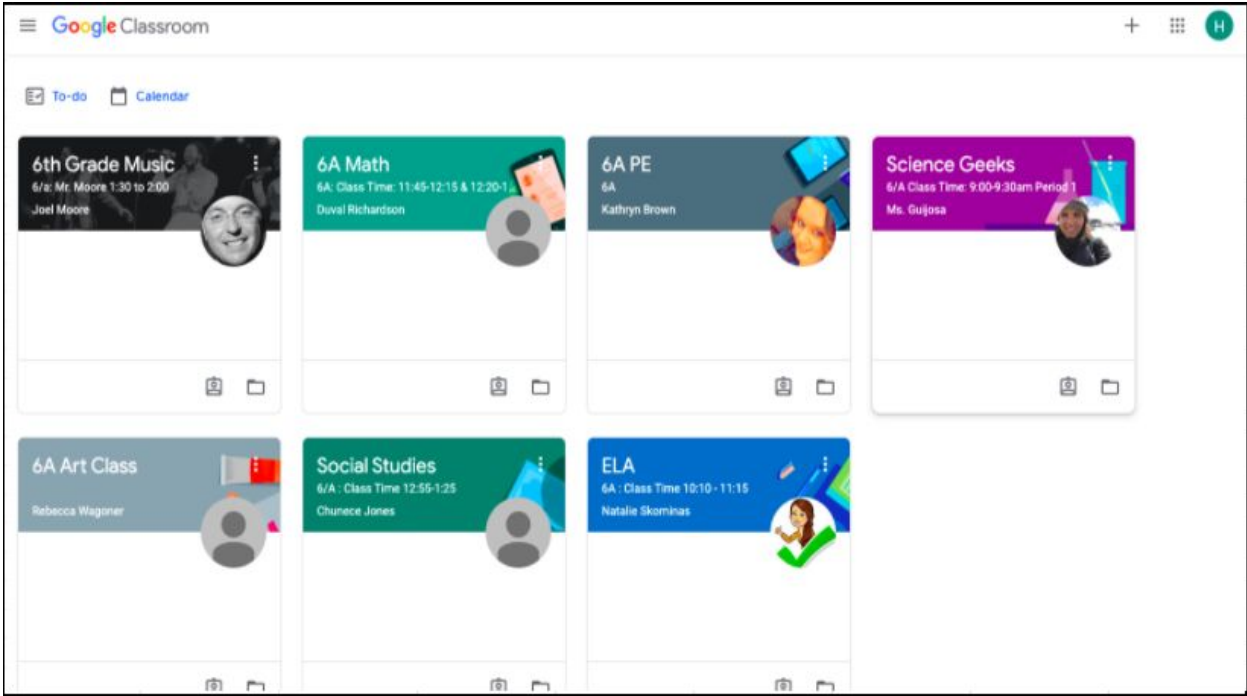 Google Classroom
H
To-do
Calendar
6th Grade Music
6/a: Mr. Moore 1:30 to 2:00
Joel Moore
6A Math
6A: Class Time: 11:45-12:15 & 12:20-1
Duval Richardson
6A PE
6A
Kathryn Brown
Science Geeks
6/A Class Time: 9:00-9:30am Period 1
Ms. Guijosa
6A Art Class
Rebecca Wagoner
Social Studies
6/A : Class Time 12:55-1:25
Chunece Jones
ELA
6A : Class Time 10:10 - 11:15
Natalie Skominas